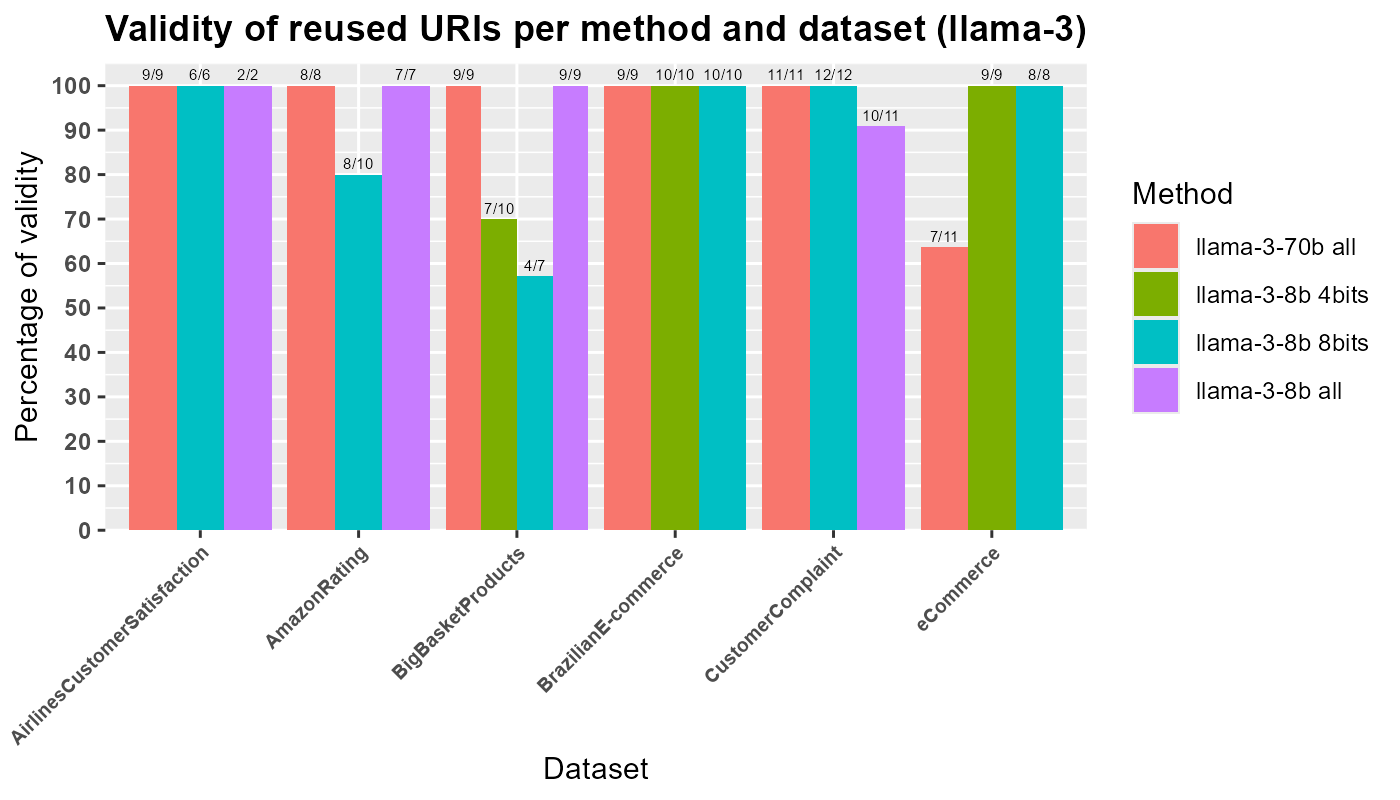 Validity of reused URIs per method and dataset (llama-3)
9/9 6/6 2/2 8/8 7/7 9/9 9/9 9/9 10/10 10/10 11/11 12/12 9/9 8/8
10/11
8/10
7/10
7/11
4/7
100
90
80
70
60
50
40
30
20
10
0
Percentage of validity
AirlinesCustomerSatisfaction
AmazonRating
BigBasketProducts
BrazilianE-commerce
CustomerComplaint
eCommerce
Dataset
Method
llama-3-70b all
llama-3-8b 4bits
llama-3-8b 8bits
llama-3-8b all